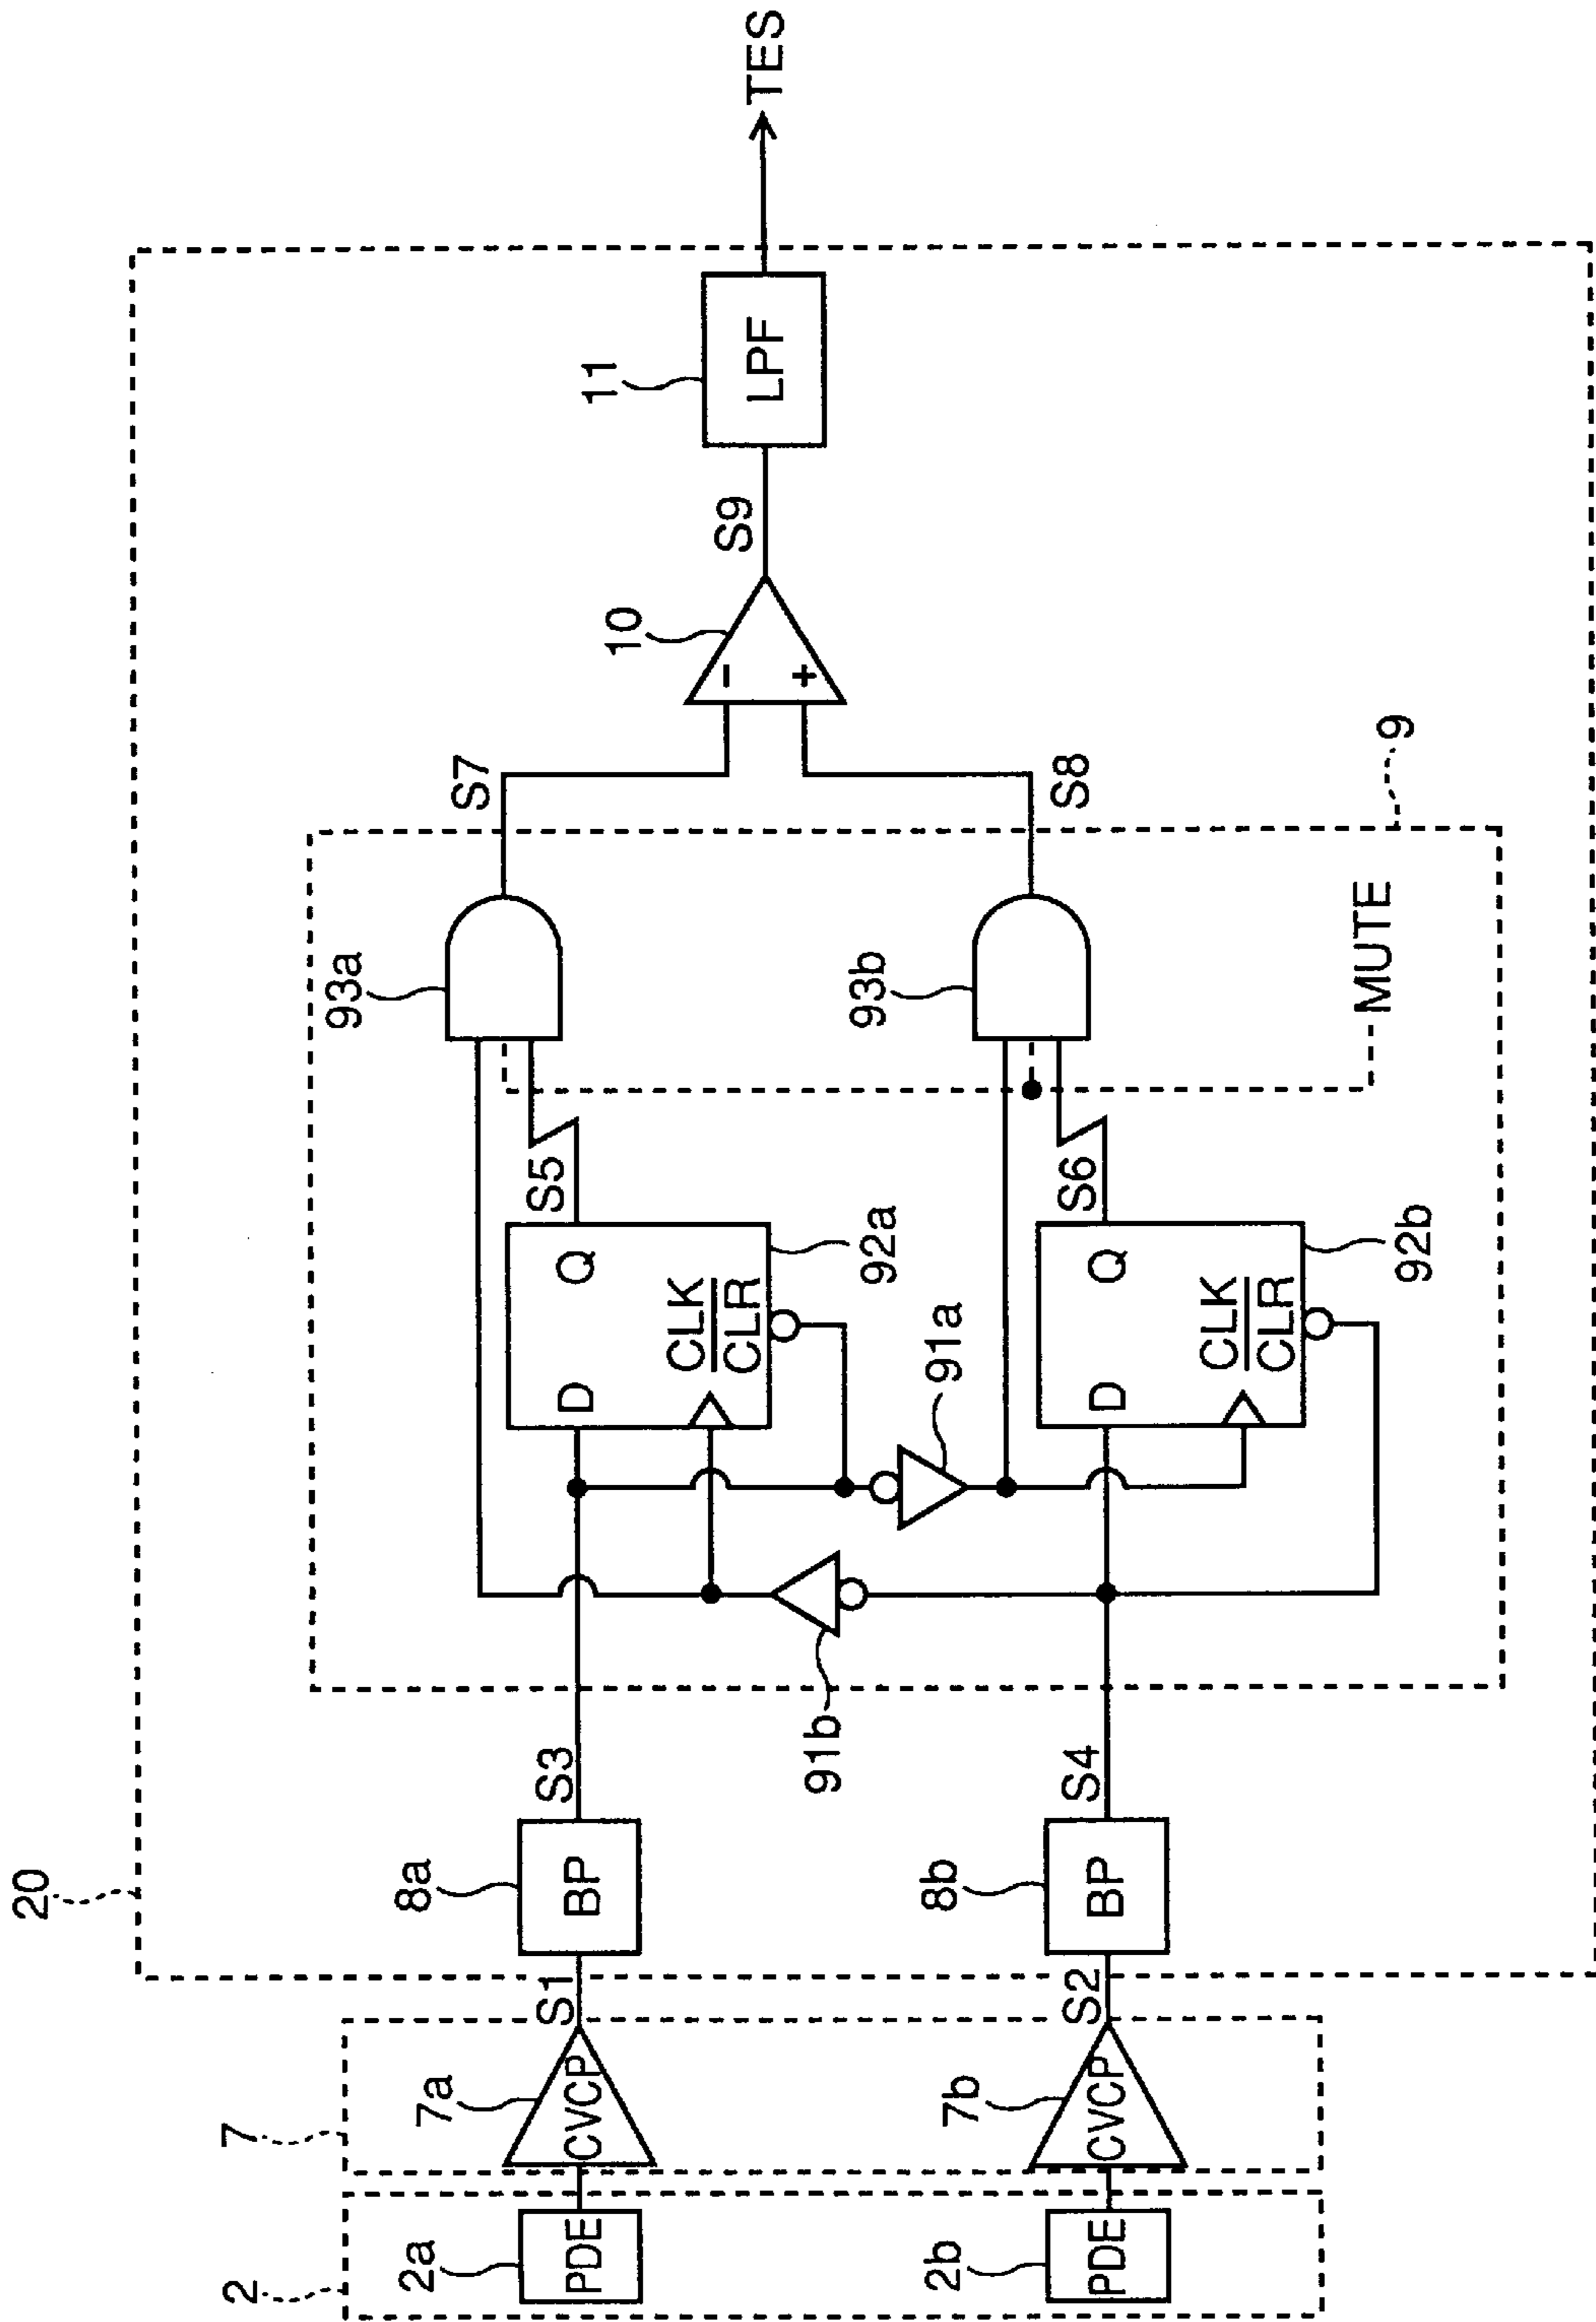 20
2
2a
PDE
2b
PDE
7
7a
CVCP
7b
CVCP
S1
S2
8a
BP
8b
BP
S3
S4
91b
91a
D
Q
CLK
CLR
92a
S5
D
Q
CLK
CLR
92b
S6
93a
93b
MUTE
9
S7
S8
10
-
+
S9
11
LPF
TES